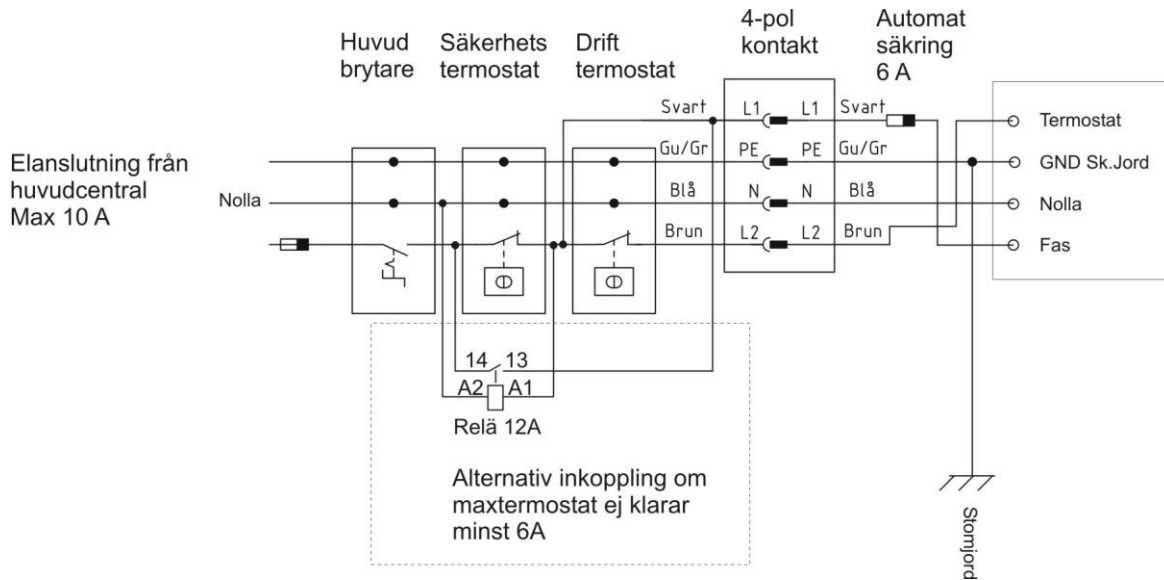 Huvud
brytare
Säkerhets
termostat
Drift
termostat
4-pol
kontakt
Automat
säkring
6 A
Elanslutning från
huvudcentral
Max 10 A
Nolla
Svart L1 L1 Svart
Gu/Gr PE PE Gu/Gr
Blå N N Blå
Brun L2 L2 Brun
Termostat
GND Sk.Jord
Nolla
Fas
14 13
A2 A1
Relä 12A
Alternativ inkoppling om
maxtermostat ej klarar
minst 6A
Stomjord